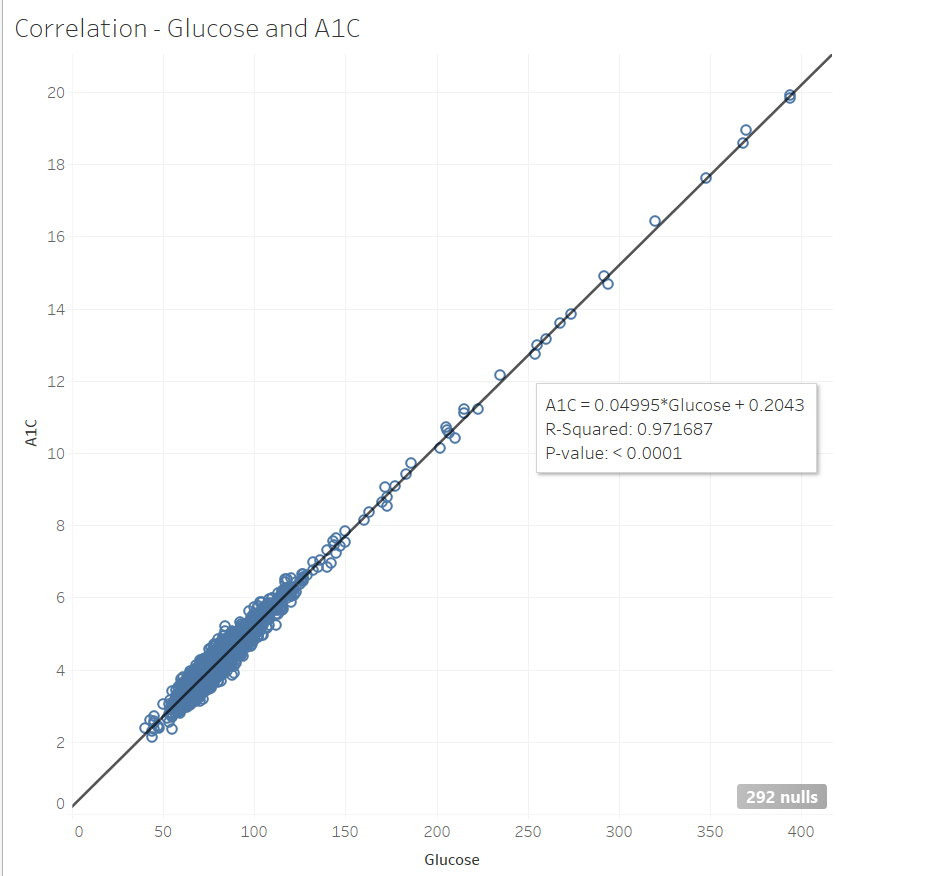 Correlation - Glucose and A1C
20
18
16
14
12
10
8
6
4
2
0
A1C
A1C = 0.04995*Glucose + 0.2043
R-Squared: 0.971687
P-value: < 0.0001
292 nulls
0 50 100 150 200 250 300 350 400
Glucose